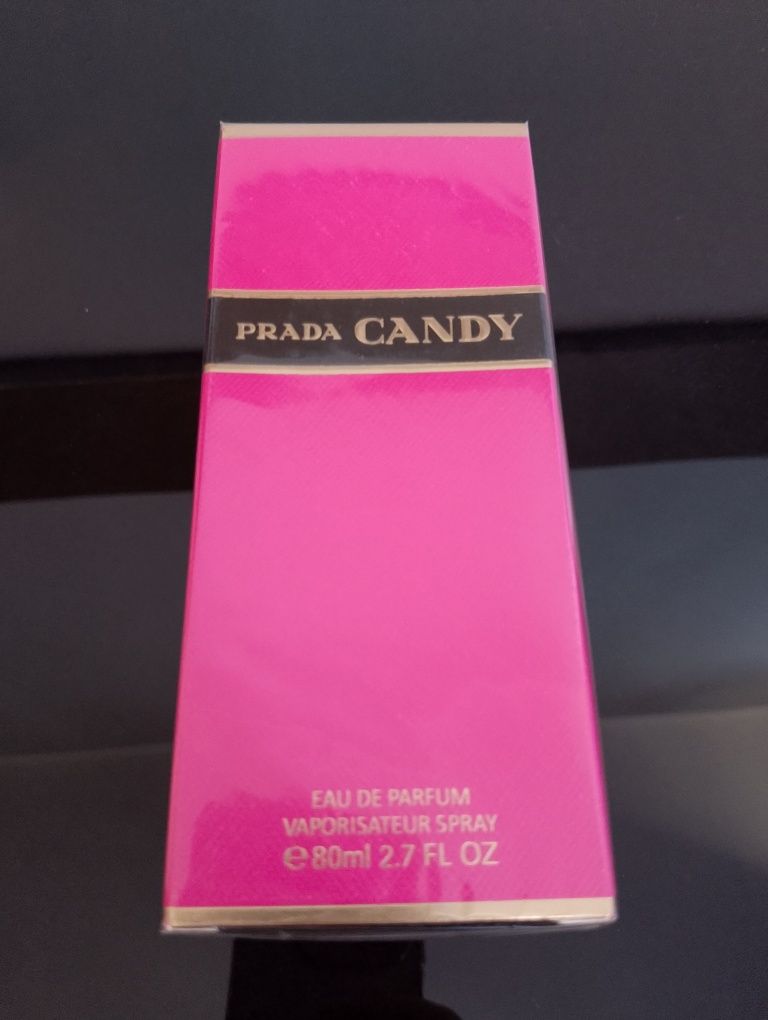 PRADA CANDY
EAU DE PARFUM
VAPORISATEUR SPRAY
℮80ml 2.7 FL OZ